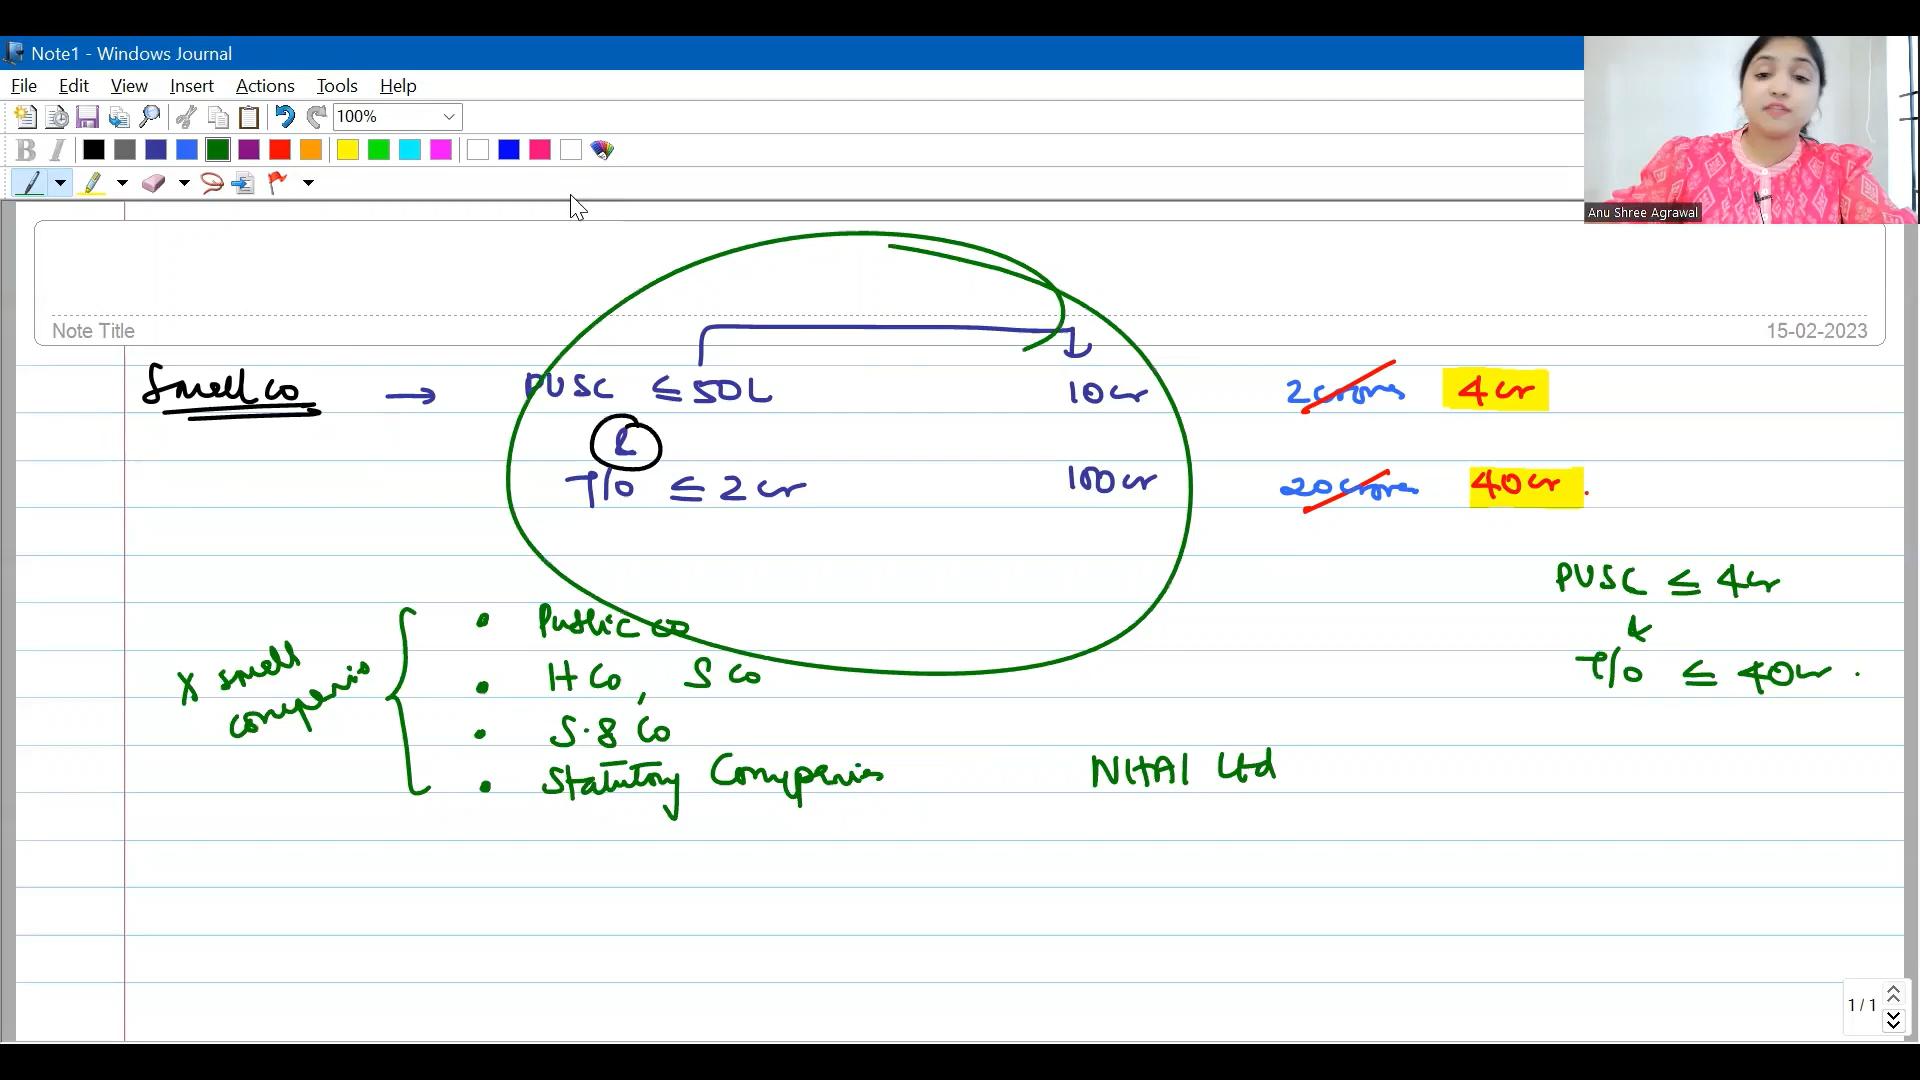 Note1 - Windows Journal
File Edit View Insert Actions Tools Help
100%
B I
Anu Shree Agrawal
Note Title
15-02-2023
Small co → PUSC ≤ 50L 10cr 2crores 4cr
&
T/O ≤ 2cr 100cr 20crores 40cr.
PUSC ≤ 4cr
&
T/O ≤ 40cr.
X small companies
• Public co
• H Co, S Co
• S.8 Co
• Statutory Companies
NHAI Ltd
1 / 1